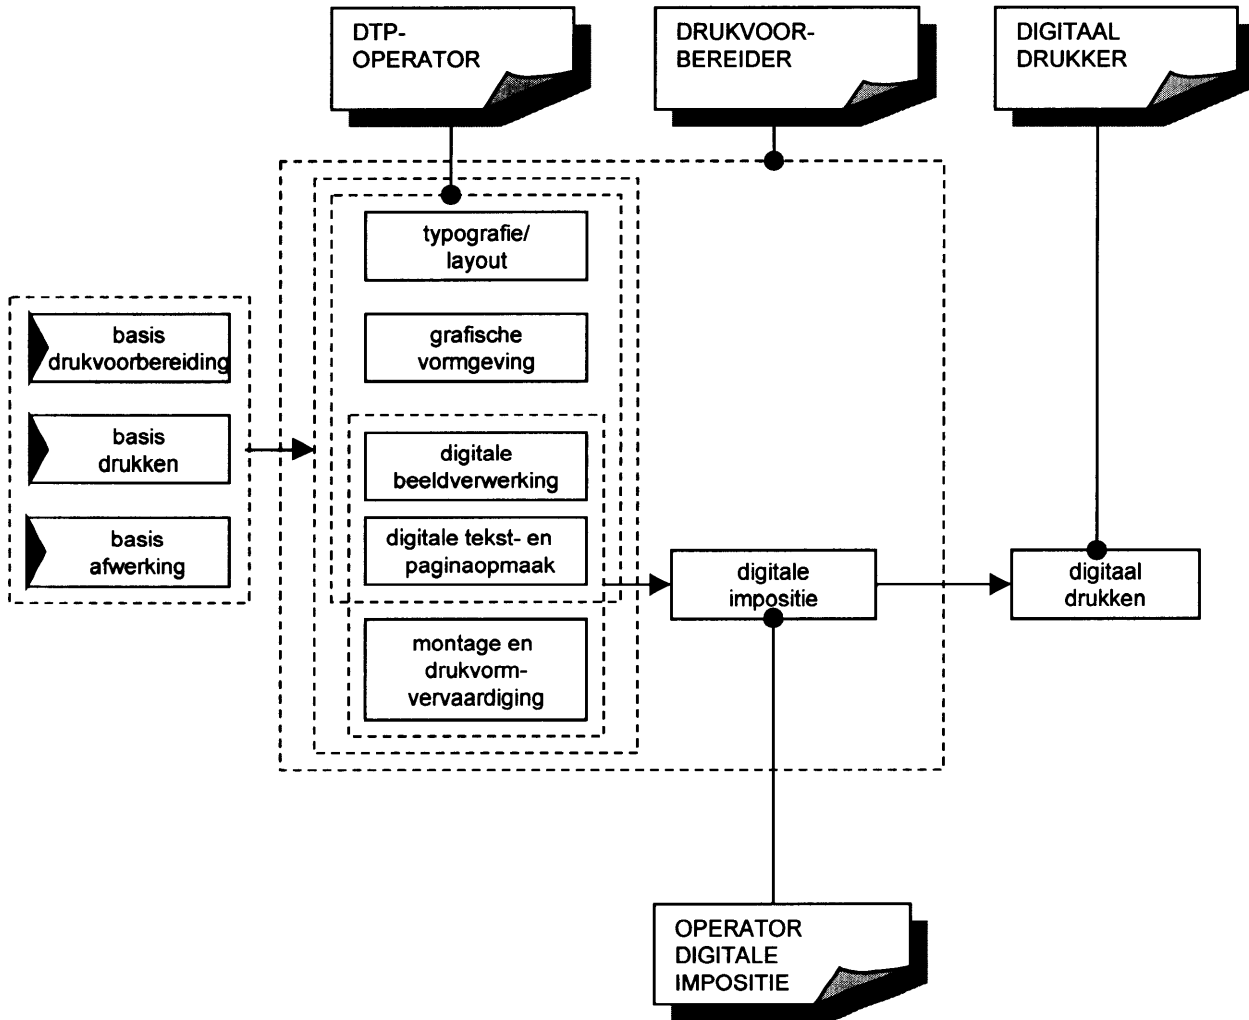 DTP-
OPERATOR
DRUKVOOR-
BEREIDER
DIGITAAL
DRUKKER
typografie/
layout
grafische
vormgeving
basis
drukvoorbereiding
basis
drukken
basis
afwerking
digitale
beeldverwerking
digitale tekst- en
paginaopmaak
montage en
drukvorm-
vervaardiging
digitale
impositie
digitaal
drukken
OPERATOR
DIGITALE
IMPOSITIE